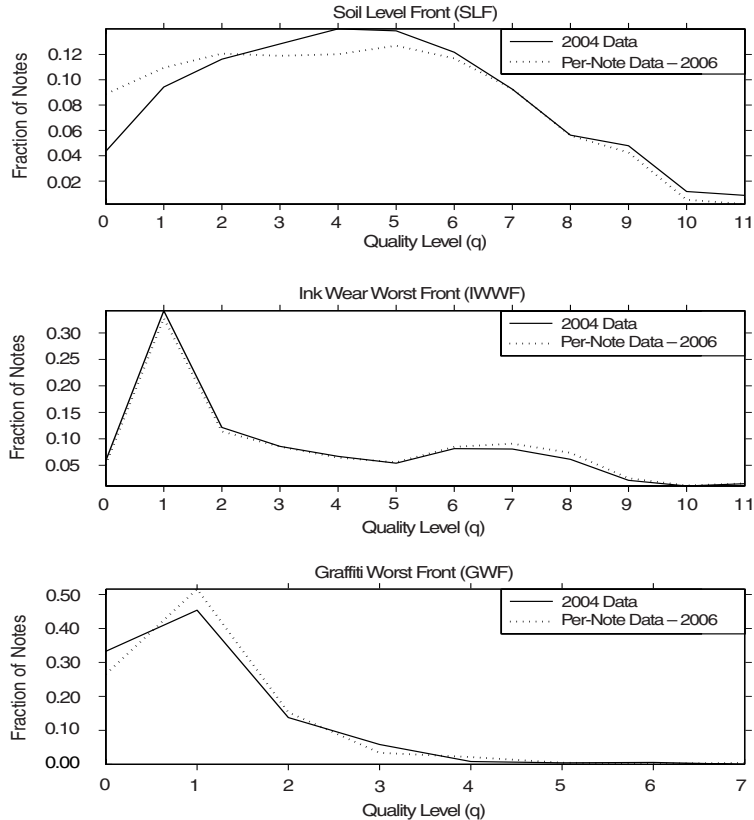 Soil Level Front (SLF)
2004 Data
Per-Note Data – 2006
0.12
0.10
0.08
0.06
0.04
0.02
Fraction of Notes
0 1 2 3 4 5 6 7 8 9 10 11
Quality Level (q)
Ink Wear Worst Front (IWWF)
2004 Data
Per-Note Data – 2006
0.30
0.25
0.20
0.15
0.10
0.05
Fraction of Notes
0 1 2 3 4 5 6 7 8 9 10 11
Quality Level (q)
Graffiti Worst Front (GWF)
2004 Data
Per-Note Data – 2006
0.50
0.40
0.30
0.20
0.10
0.00
Fraction of Notes
0 1 2 3 4 5 6 7
Quality Level (q)